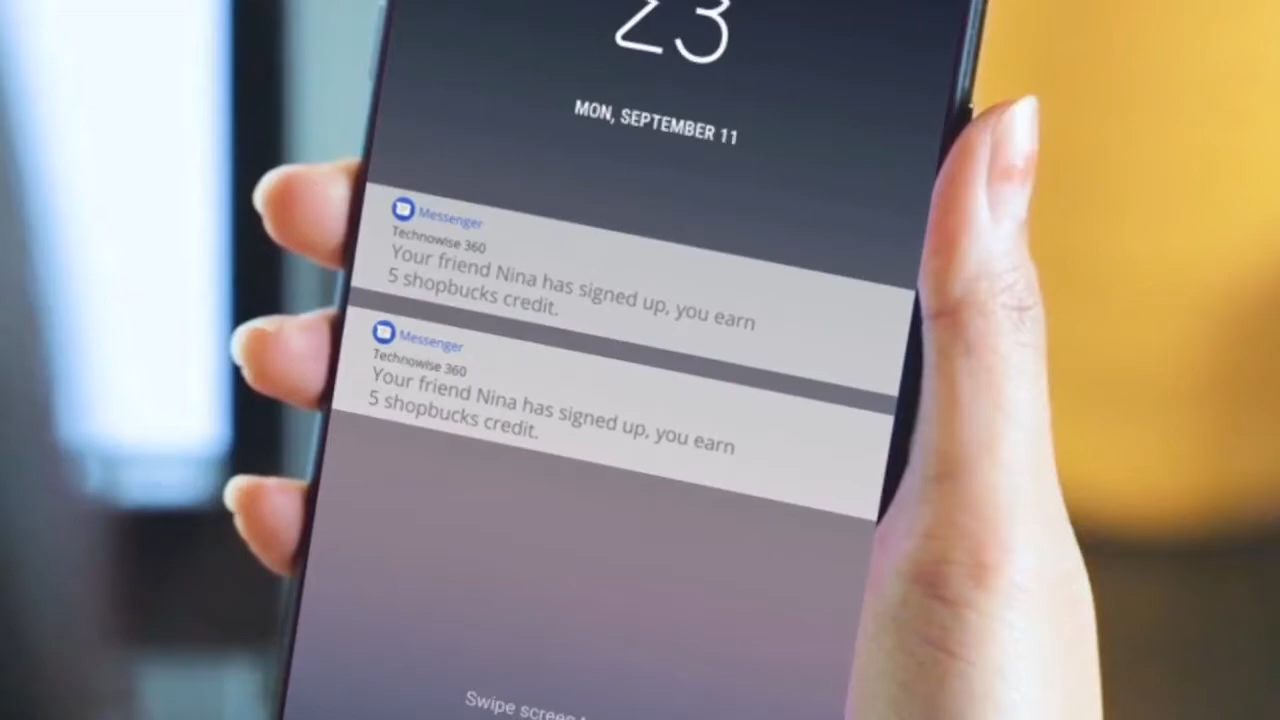 23
MON, SEPTEMBER 11
Messenger
Technowise 360
Your friend Nina has signed up, you earn
5 shopbucks credit.
Messenger
Technowise 360
Your friend Nina has signed up, you earn
5 shopbucks credit.
Swipe screen